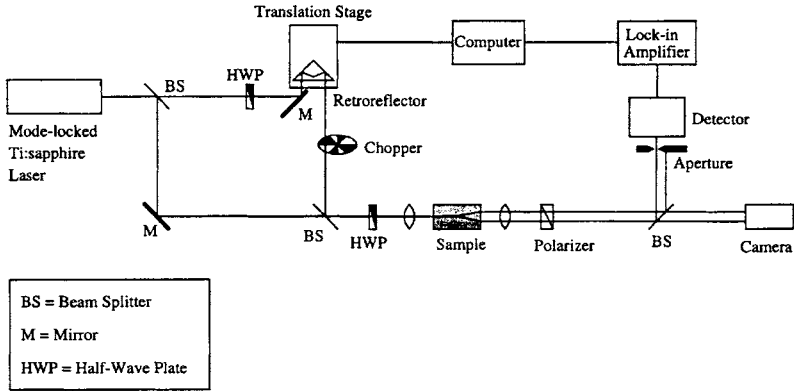 Translation Stage
Computer
Lock-in
Amplifier
HWP
BS
M
Retroreflector
Detector
Mode-locked
Ti:sapphire
Laser
Chopper
Aperture
M
BS
HWP
Sample
Polarizer
BS
Camera
BS = Beam Splitter
M = Mirror
HWP = Half-Wave Plate